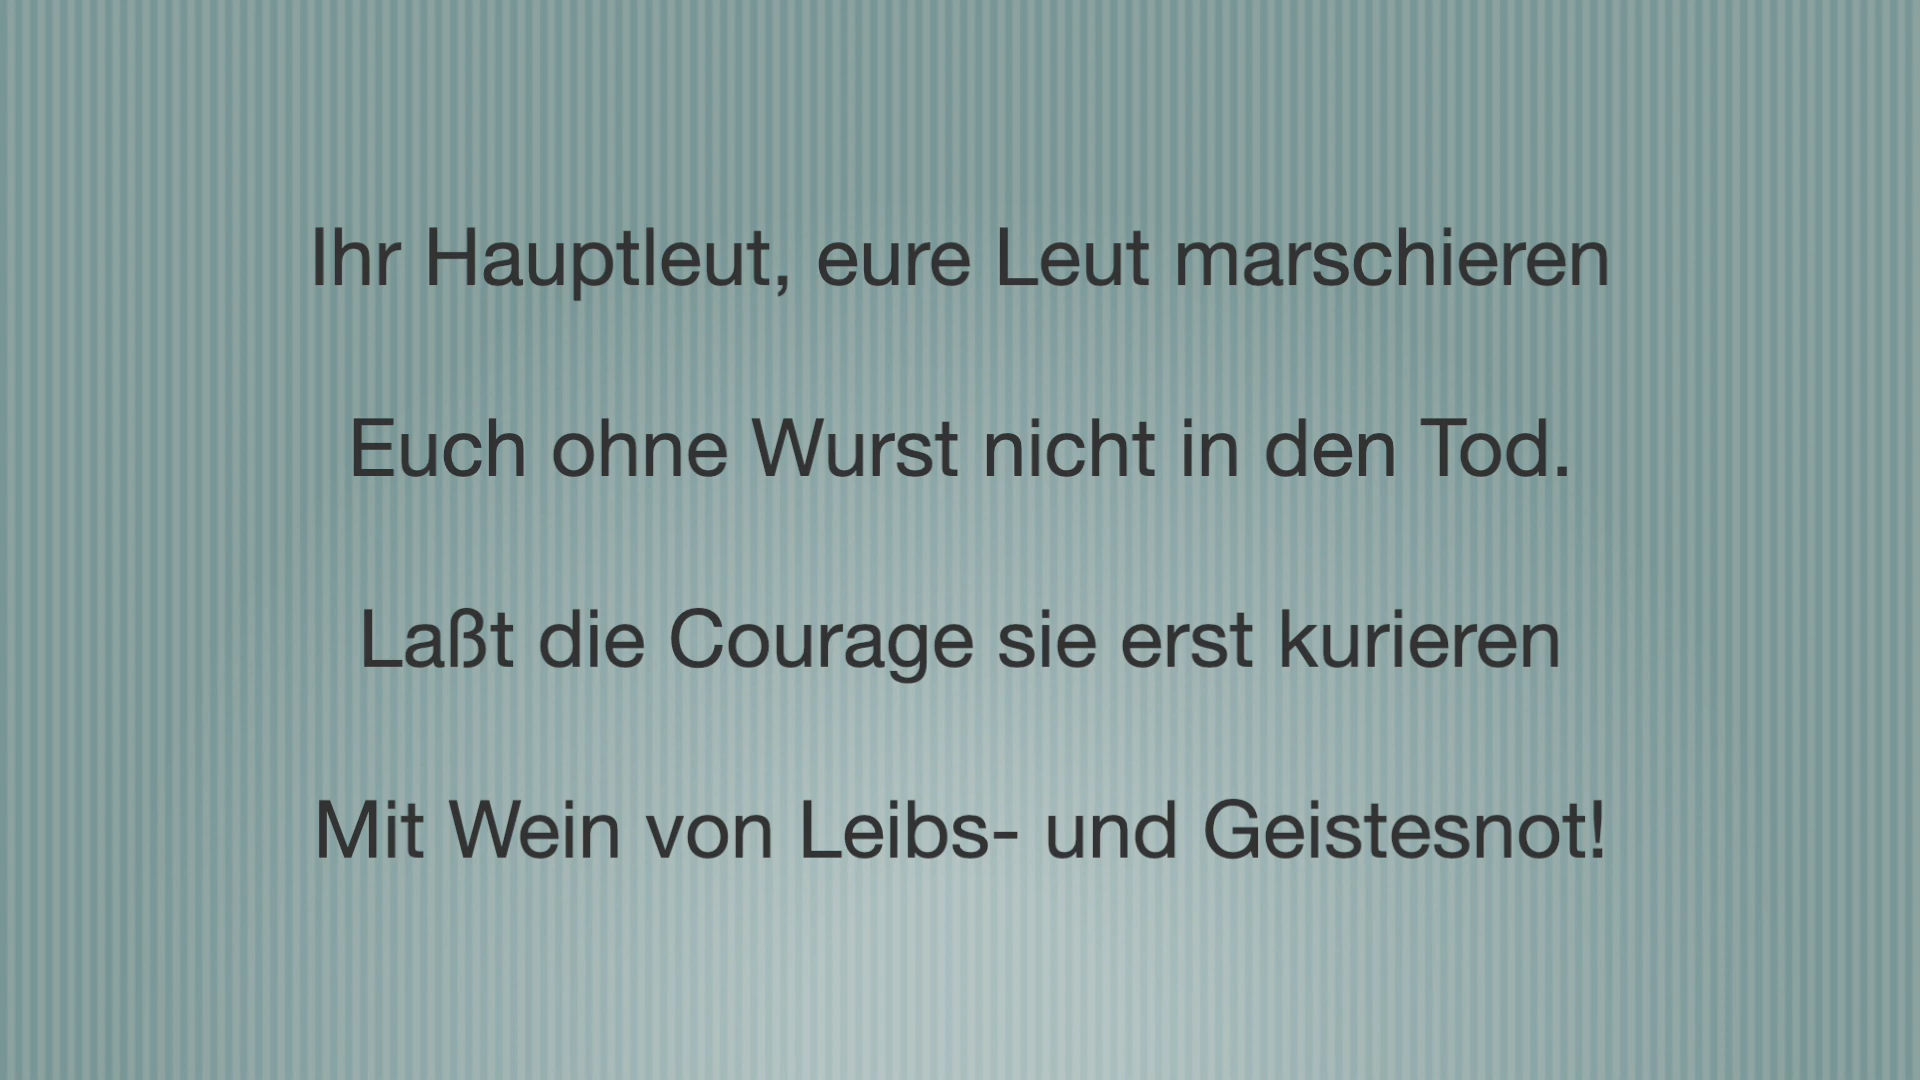 Ihr Hauptleut, eure Leut marschieren
Euch ohne Wurst nicht in den Tod.
Laßt die Courage sie erst kurieren
Mit Wein von Leibs- und Geistesnot!